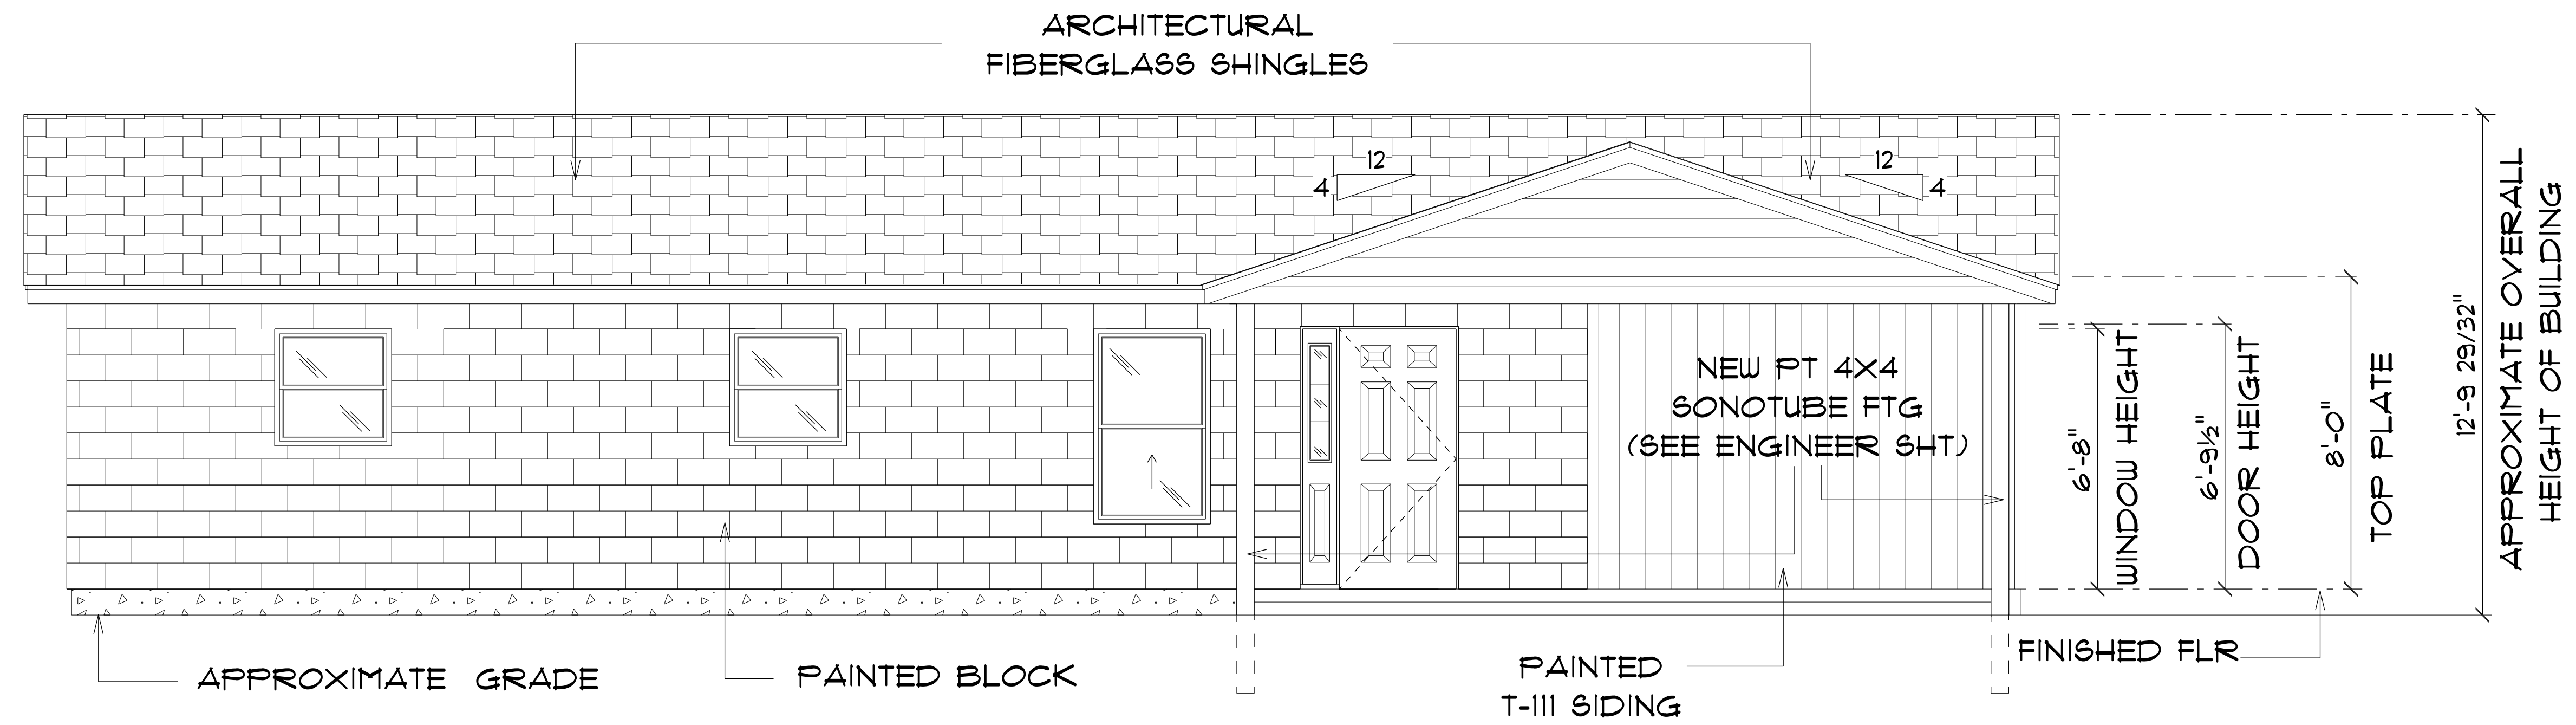 ARCHITECTURAL
FIBERGLASS SHINGLES
12
4
12
4
NEW PT 4X4
SONOTUBE FTG
(SEE ENGINEER SHT)
6'-8"
WINDOW HEIGHT
6'-9½"
DOOR HEIGHT
8'-0"
TOP PLATE
12'-9 29/32"
APPROXIMATE OVERALL
HEIGHT OF BUILDING
APPROXIMATE GRADE
PAINTED BLOCK
PAINTED
T-111 SIDING
FINISHED FLR